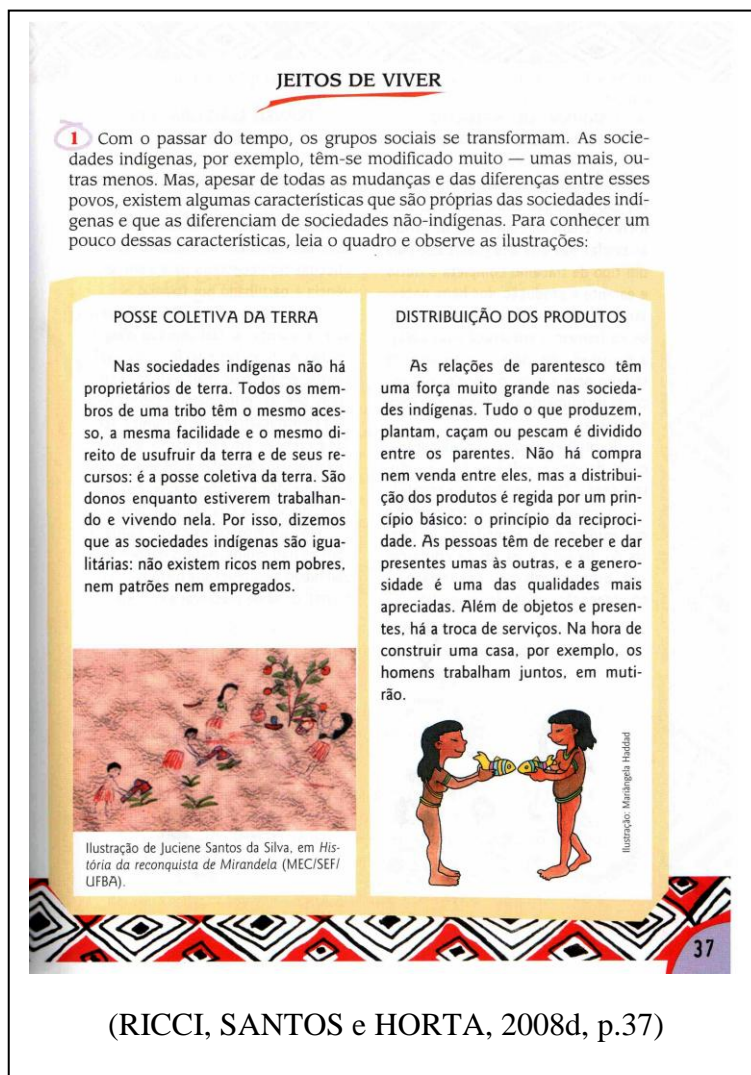 JEITOS DE VIVER
1 Com o passar do tempo, os grupos sociais se transformam. As socie-
dades indígenas, por exemplo, têm-se modificado muito — umas mais, ou-
tras menos. Mas, apesar de todas as mudanças e das diferenças entre esses
povos, existem algumas características que são próprias das sociedades indí-
genas e que as diferenciam de sociedades não-indígenas. Para conhecer um
pouco dessas características, leia o quadro e observe as ilustrações:
POSSE COLETIVA DA TERRA
Nas sociedades indígenas não há
proprietários de terra. Todos os mem-
bros de uma tribo têm o mesmo aces-
so, a mesma facilidade e o mesmo di-
reito de usufruir da terra e de seus re-
cursos: é a posse coletiva da terra. São
donos enquanto estiverem trabalhan-
do e vivendo nela. Por isso, dizemos
que as sociedades indígenas são igua-
litárias: não existem ricos nem pobres,
nem patrões nem empregados.
Ilustração de Juciene Santos da Silva, em His-
tória da reconquista de Mirandela (MEC/SEF/
UFBA).
DISTRIBUIÇÃO DOS PRODUTOS
As relações de parentesco têm
uma força muito grande nas socieda-
des indígenas. Tudo o que produzem,
plantam, caçam ou pescam é dividido
entre os parentes. Não há compra
nem venda entre eles, mas a distribui-
ção dos produtos é regida por um prin-
cípio básico: o princípio da reciproci-
dade. As pessoas têm de receber e dar
presentes umas às outras, e a genero-
sidade é uma das qualidades mais
apreciadas. Além de objetos e presen-
tes, há a troca de serviços. Na hora de
construir uma casa, por exemplo, os
homens trabalham juntos, em muti-
rão.
Ilustração: Mariângela Haddad
37
(RICCI, SANTOS e HORTA, 2008d, p.37)